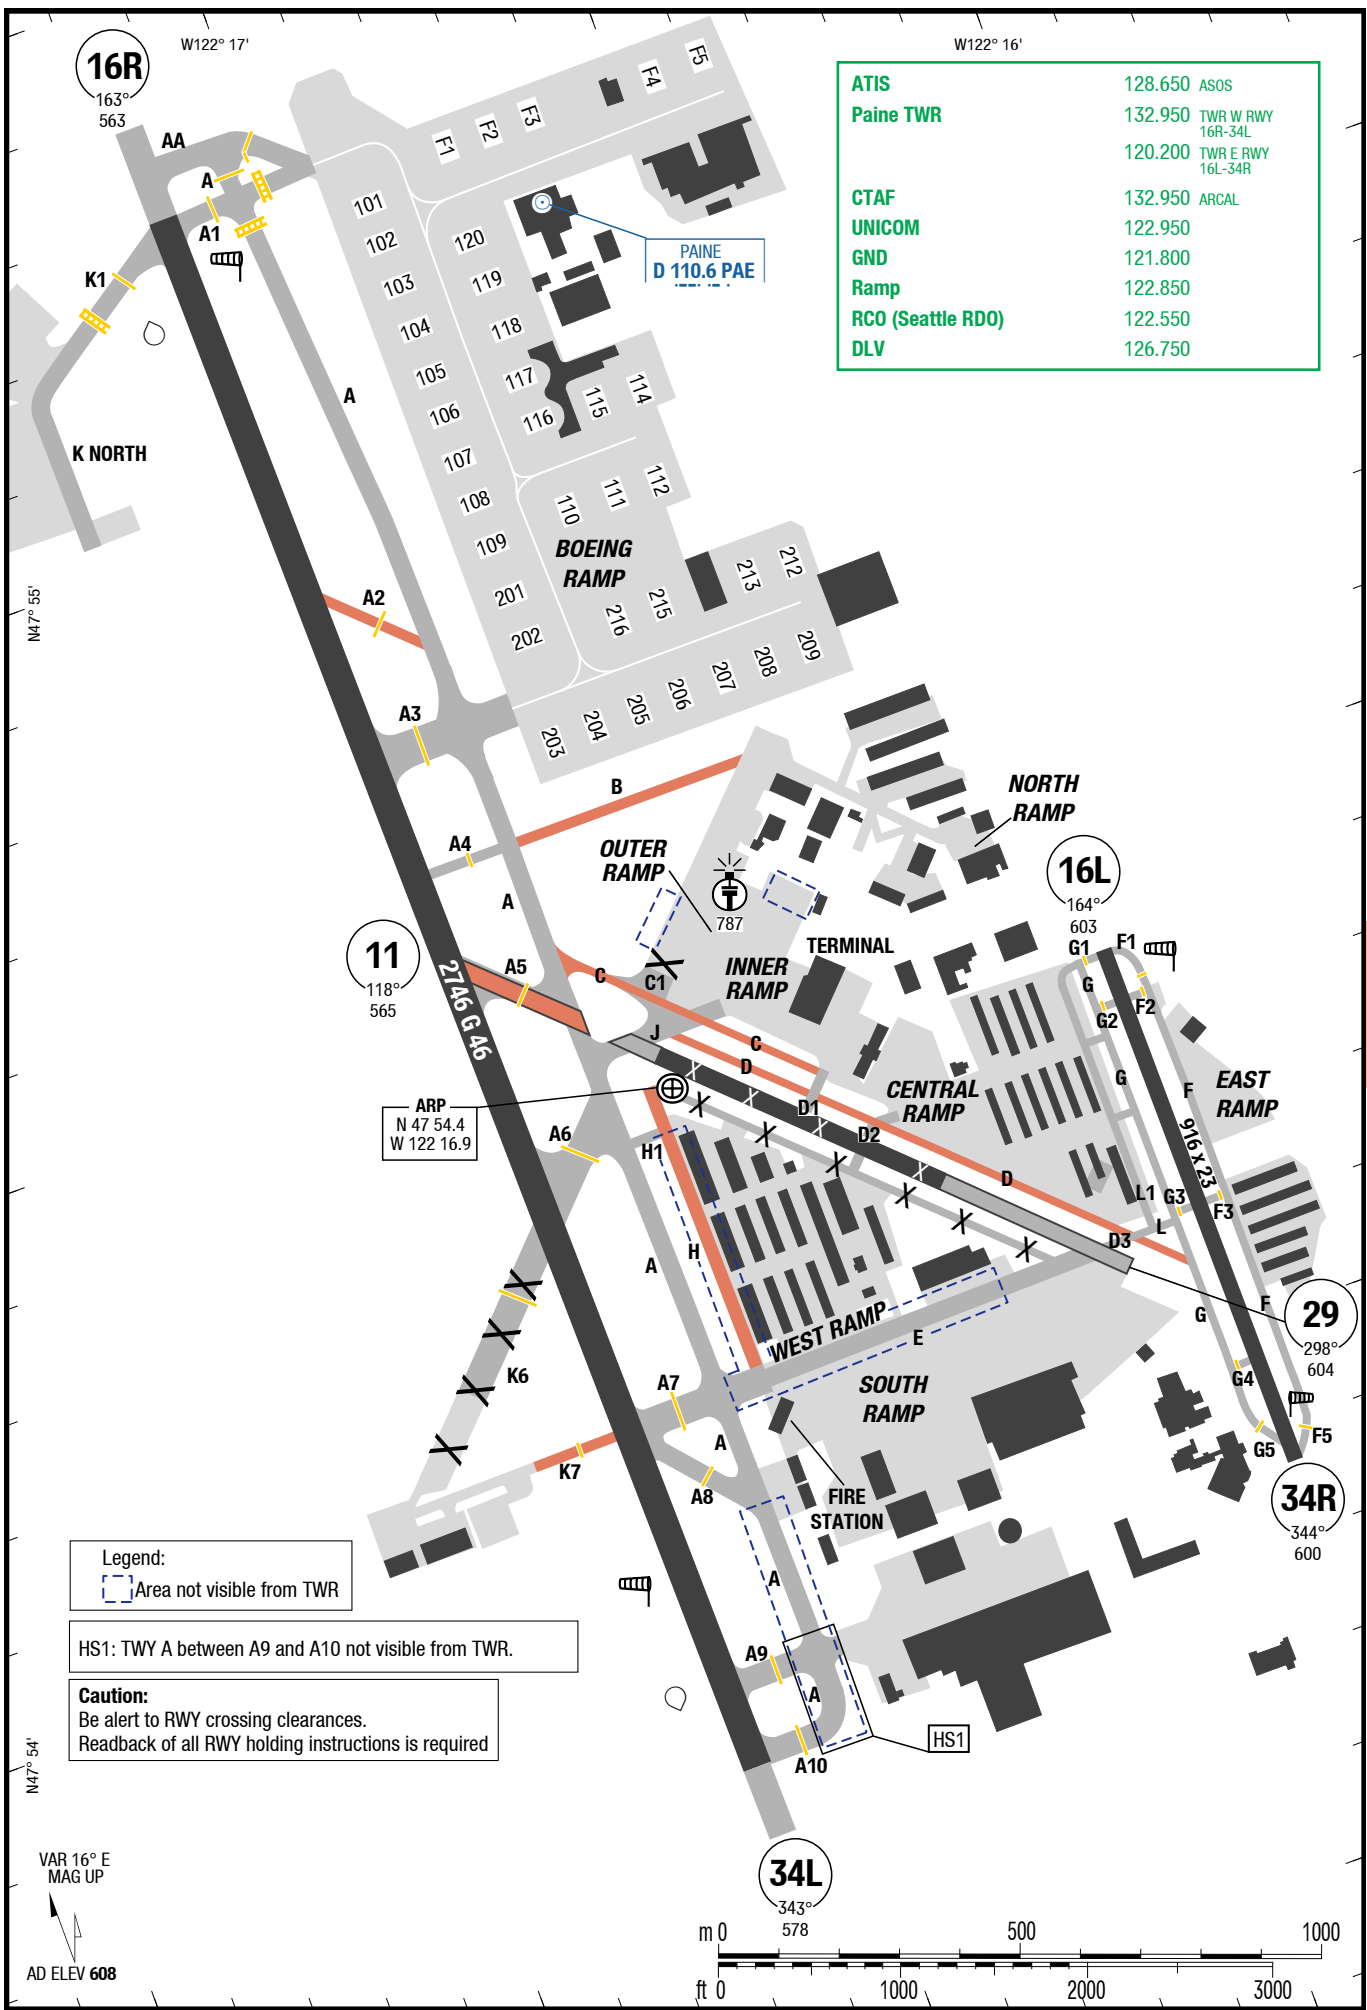 W122° 17'
W122° 16'
16R
163°
563
ATIS 128.650 ASOS
Paine TWR 132.950 TWR W RWY
16R-34L
120.200 TWR E RWY
16L-34R
CTAF 132.950 ARCAL
UNICOM 122.950
GND 121.800
Ramp 122.850
RCO (Seattle RDO) 122.550
DLV 126.750
F1
F2
F3
F4
F5
AA
A
A1
K1
K NORTH
A
PAINE
D 110.6 PAE
101
102
103
104
105
106
107
108
109
201
202
120
119
118
117
116
115
114
112
111
110
BOEING
RAMP
213
212
216
215
209
208
207
206
205
204
203
N47° 55'
A2
A3
B
A4
A
OUTER
RAMP
787
NORTH
RAMP
16L
164°
603
11
118°
565
2746 G 46
A5
C
C1
INNER
RAMP
TERMINAL
G1
F1
G
G2
F2
J
C
D
D1
D2
CENTRAL
RAMP
G
F
EAST
RAMP
916 x 23
ARP
N 47 54.4
W 122 16.9
A6
H1
H
A
D
L1
G3
L
F3
D3
G
F
29
298°
604
WEST RAMP
E
K6
A7
SOUTH
RAMP
G4
G5
F5
34R
344°
600
K7
A
A8
FIRE
STATION
Legend:
Area not visible from TWR
HS1: TWY A between A9 and A10 not visible from TWR.
Caution:
Be alert to RWY crossing clearances.
Readback of all RWY holding instructions is required
A
A9
A
A10
HS1
N47° 54'
34L
343°
578
VAR 16° E
MAG UP
AD ELEV 608
m 0 500 1000
ft 0 1000 2000 3000